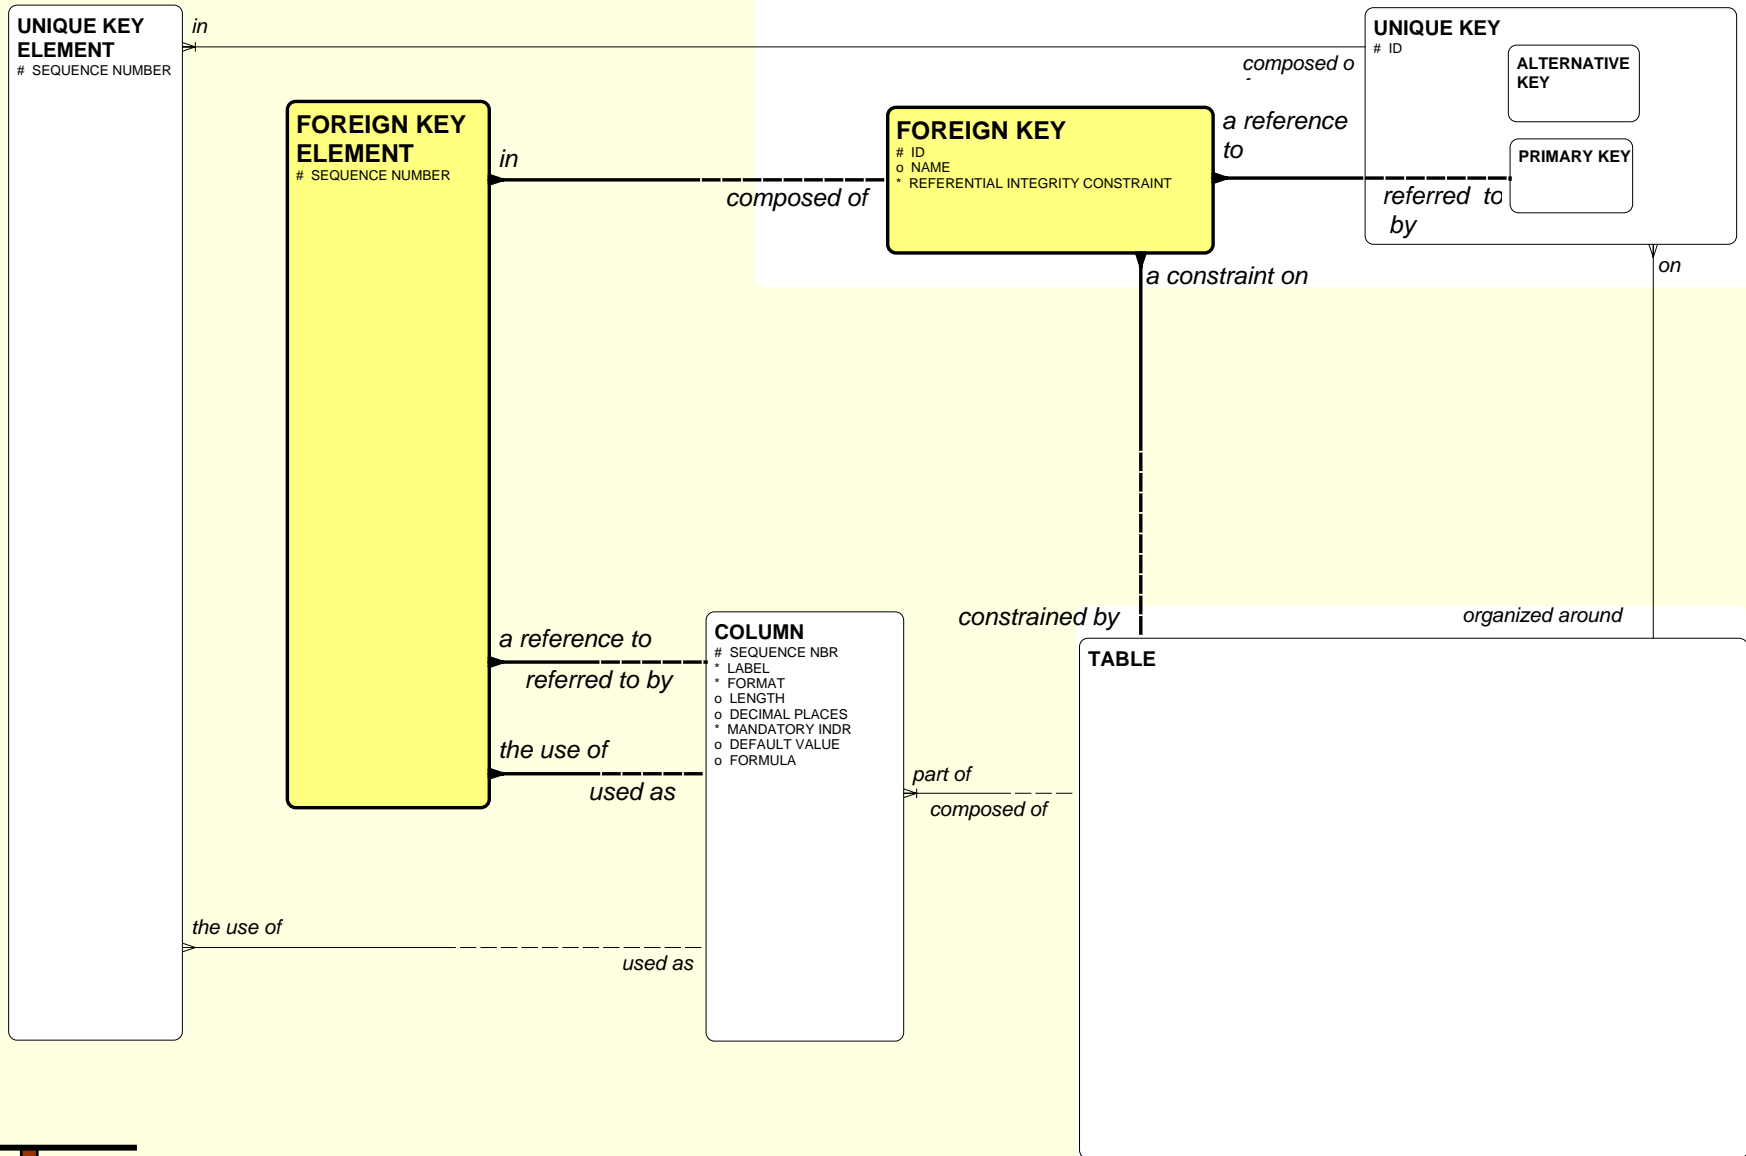 UNIQUE KEY
ELEMENT
# SEQUENCE NUMBER
in
composed o
UNIQUE KEY
# ID
ALTERNATIVE
KEY
PRIMARY KEY
FOREIGN KEY
ELEMENT
# SEQUENCE NUMBER
in
composed of
FOREIGN KEY
# ID
o NAME
* REFERENTIAL INTEGRITY CONSTRAINT
a reference
to
referred to
by
a constraint on
on
constrained by
organized around
a reference to
referred to by
the use of
used as
COLUMN
# SEQUENCE NBR
* LABEL
* FORMAT
o LENGTH
o DECIMAL PLACES
* MANDATORY INDR
o DEFAULT VALUE
o FORMULA
part of
composed of
TABLE
the use of
used as